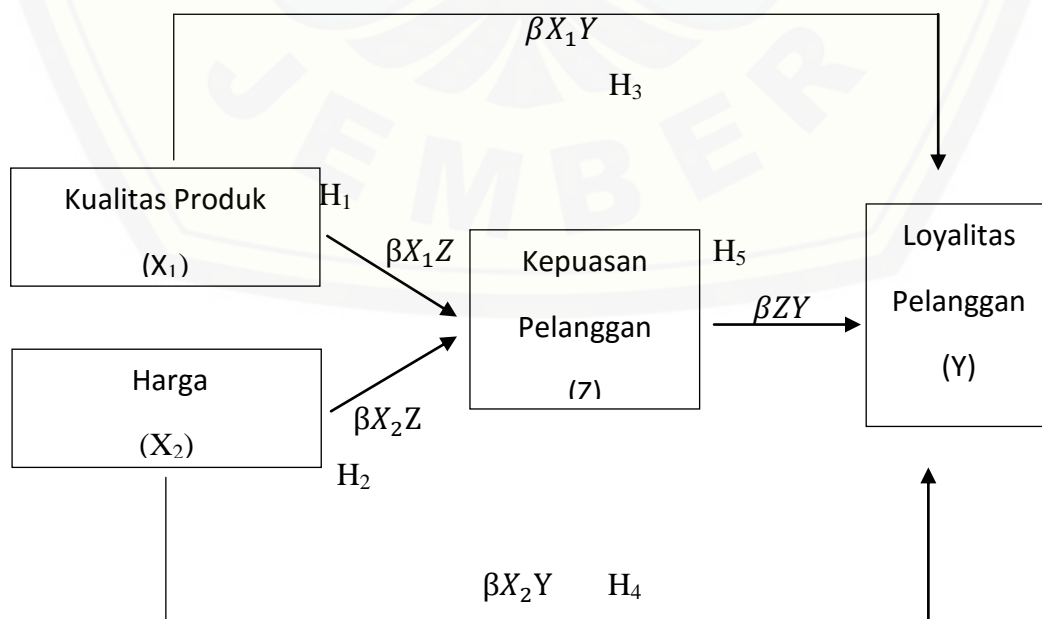 βX₁Y
H₃
JEMBER
Kualitas Produk
(X₁)
H₁
βX₁Z
Kepuasan
Pelanggan
(Z)
H₅
βZY
Loyalitas
Pelanggan
(Y)
Harga
(X₂)
βX₂Z
H₂
βX₂Y H₄